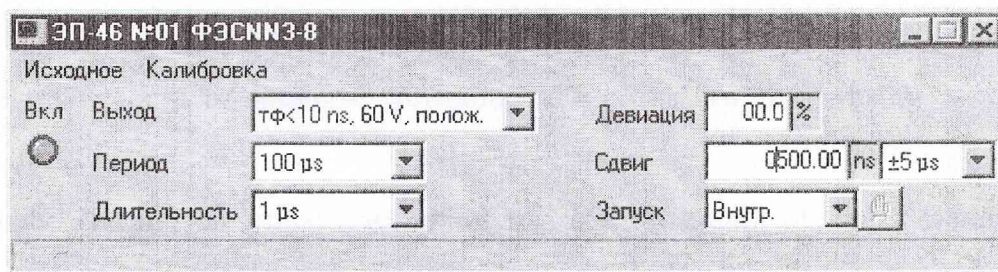 ЭП-46 №01 ФЭСNN3-8
Исходное Калибровка
Вкл Выход τф<10 ns, 60 V, полож. Девиация 00.0 %
Период 100 µs Сдвиг 0500.00 ns ±5 µs
Длительность 1 µs Запуск Внутр.